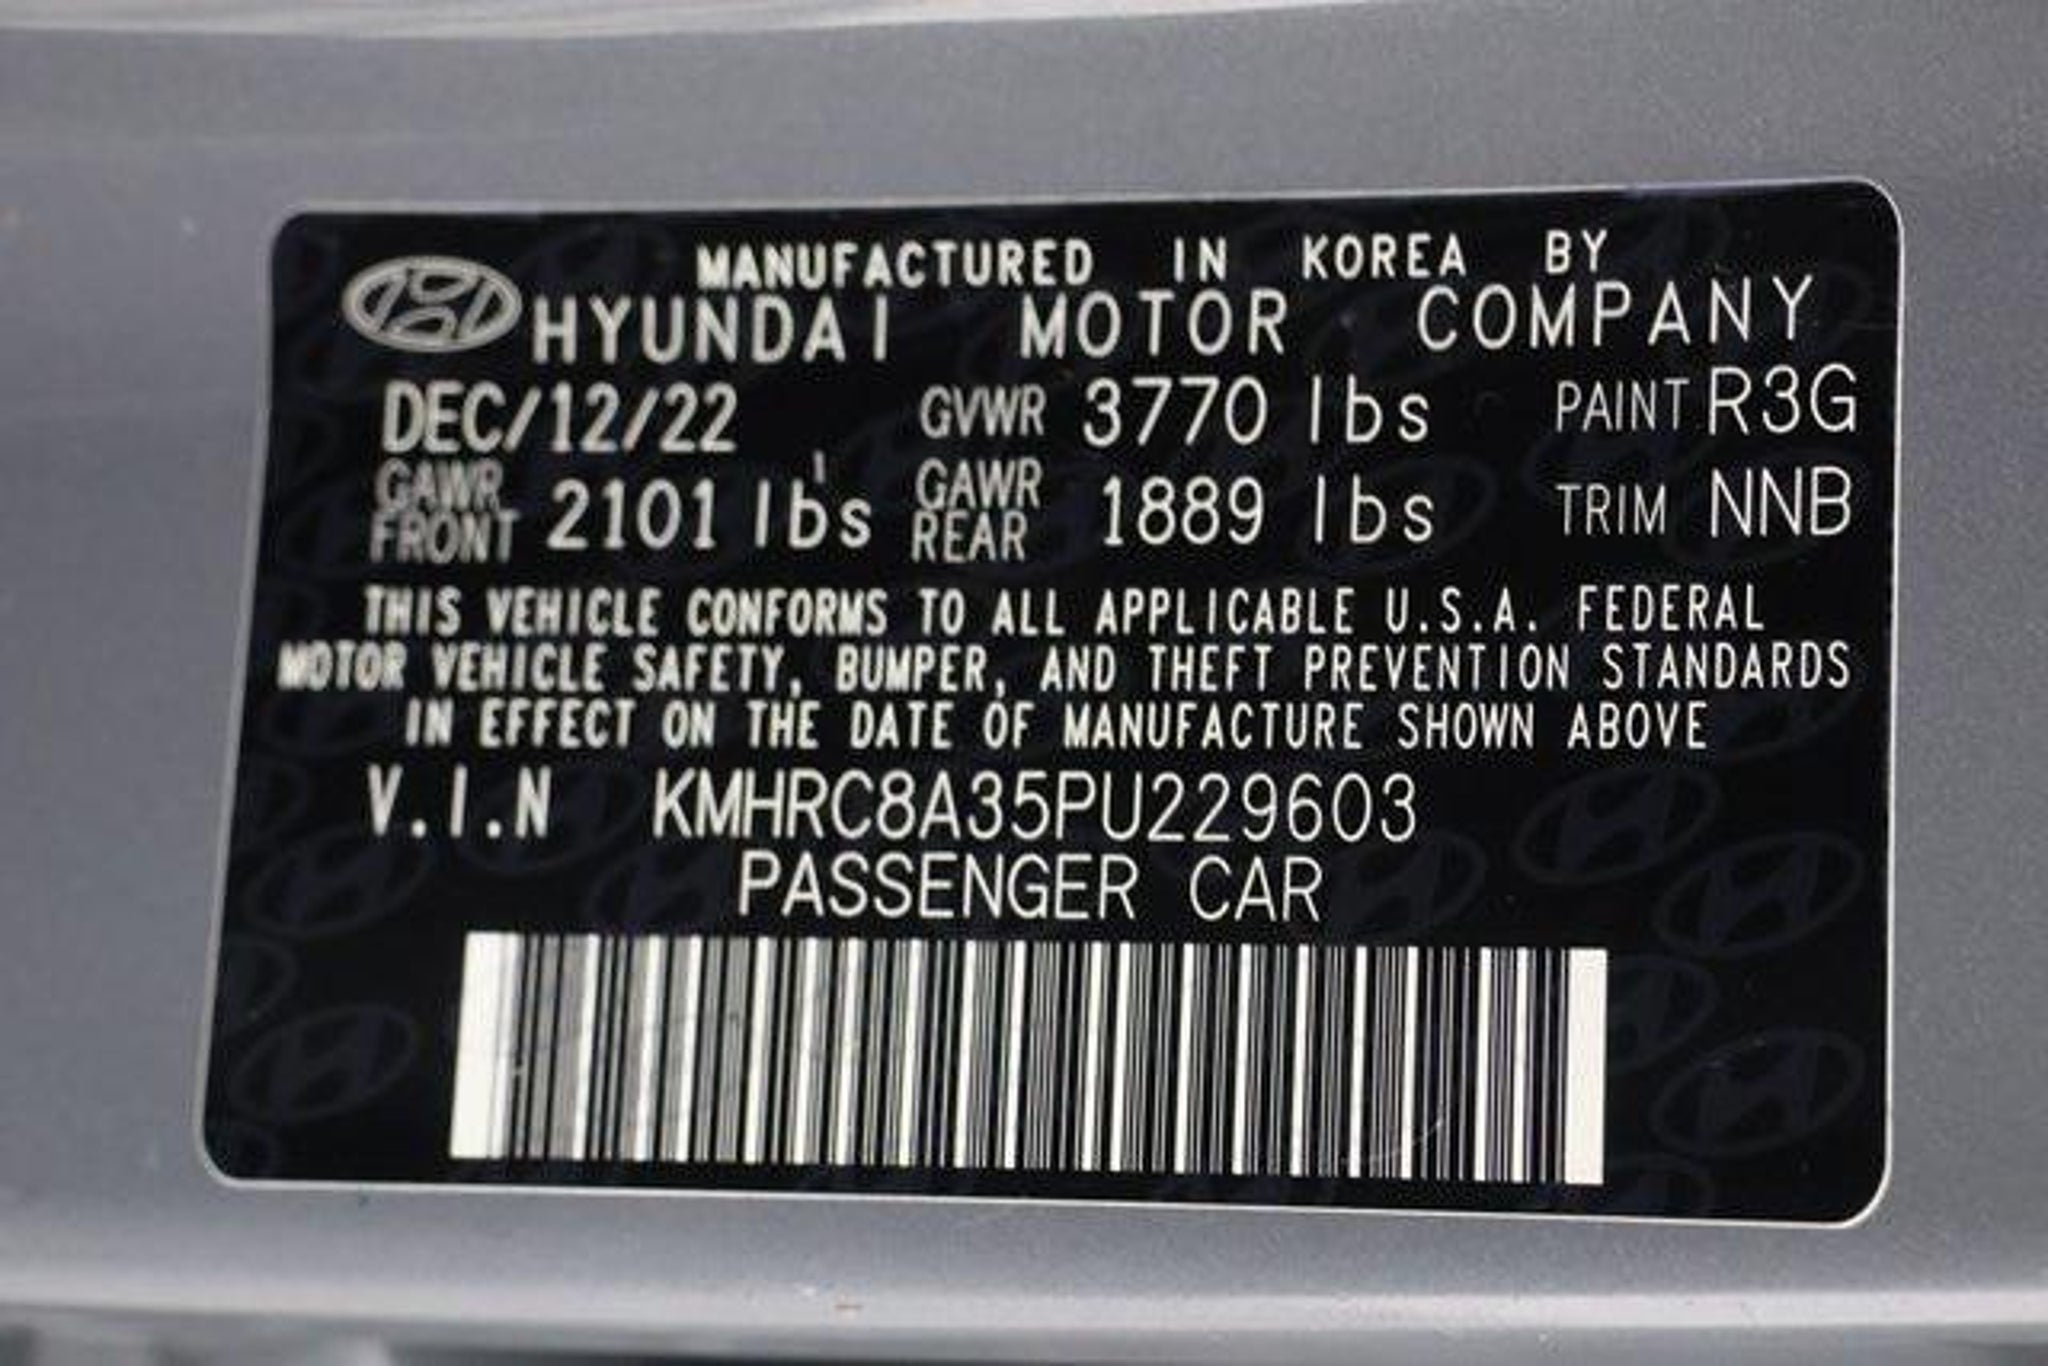 MANUFACTURED IN KOREA BY
HYUNDAI MOTOR COMPANY
DEC/12/22 GVWR 3770 lbs PAINT R3G
GAWR FRONT 2101 lbs GAWR REAR 1889 lbs TRIM NNB
THIS VEHICLE CONFORMS TO ALL APPLICABLE U.S.A. FEDERAL
MOTOR VEHICLE SAFETY, BUMPER, AND THEFT PREVENTION STANDARDS
IN EFFECT ON THE DATE OF MANUFACTURE SHOWN ABOVE
V.I.N KMHRC8A35PU229603
PASSENGER CAR